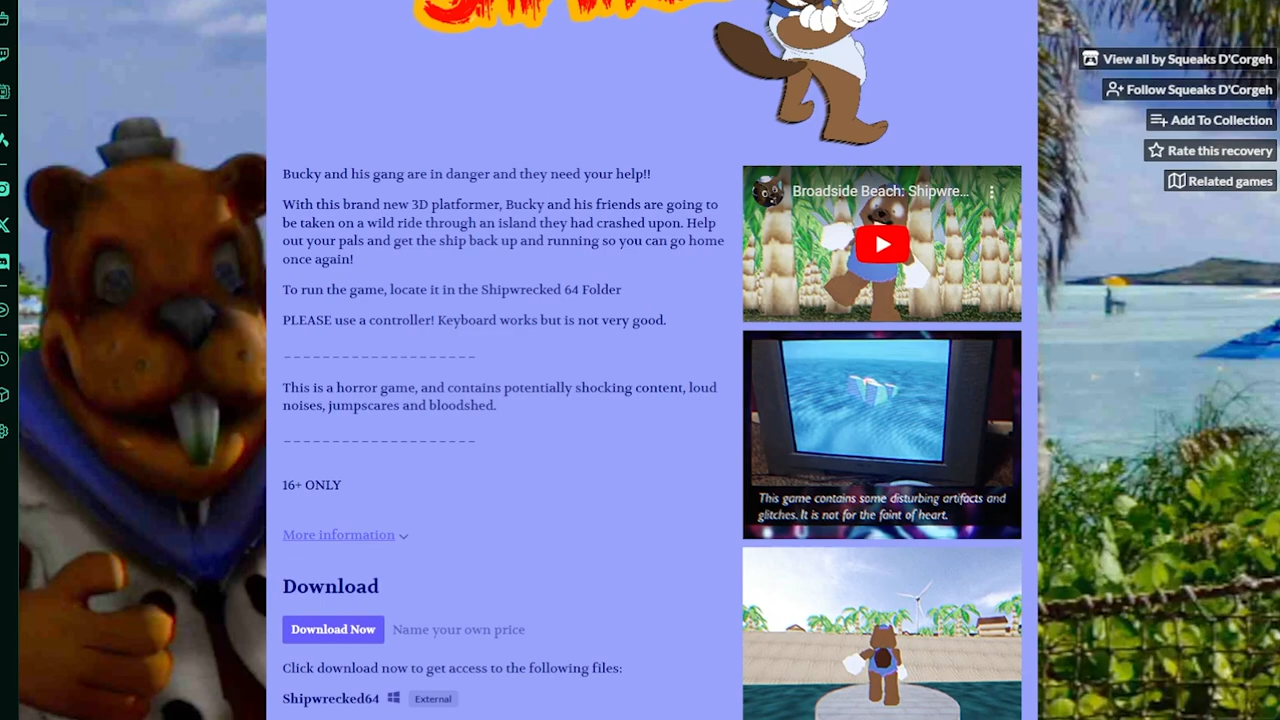 View all by Squeaks D'Corgeh
Follow Squeaks D'Corgeh
Add To Collection
Rate this recovery
Related games
Bucky and his gang are in danger and they need your help!!
With this brand new 3D platformer, Bucky and his friends are going to
be taken on a wild ride through an island they had crashed upon. Help
out your pals and get the ship back up and running so you can go home
once again!
To run the game, locate it in the Shipwrecked 64 Folder
PLEASE use a controller! Keyboard works but is not very good.
_ _ _ _ _ _ _ _ _ _ _ _ _ _ _ _ _ _ _ _
This is a horror game, and contains potentially shocking content, loud
noises, jumpscares and bloodshed.
_ _ _ _ _ _ _ _ _ _ _ _ _ _ _ _ _ _ _ _
16+ ONLY
More information
Download
Download Now Name your own price
Click download now to get access to the following files:
Shipwrecked64 External
Broadside Beach: Shipwre...
This game contains some disturbing artifacts and
glitches. It is not for the faint of heart.